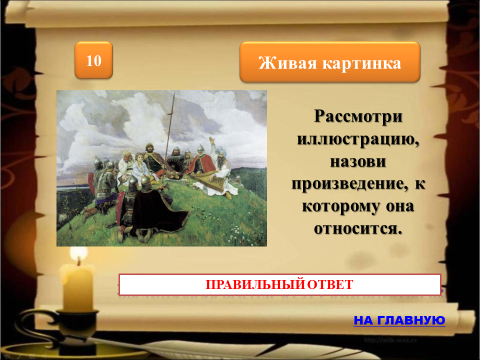 10
Живая картинка
Рассмотри
иллюстрацию,
назови
произведение, к
которому она
относится.
ПРАВИЛЬНЫЙ ОТВЕТ
НА ГЛАВНУЮ